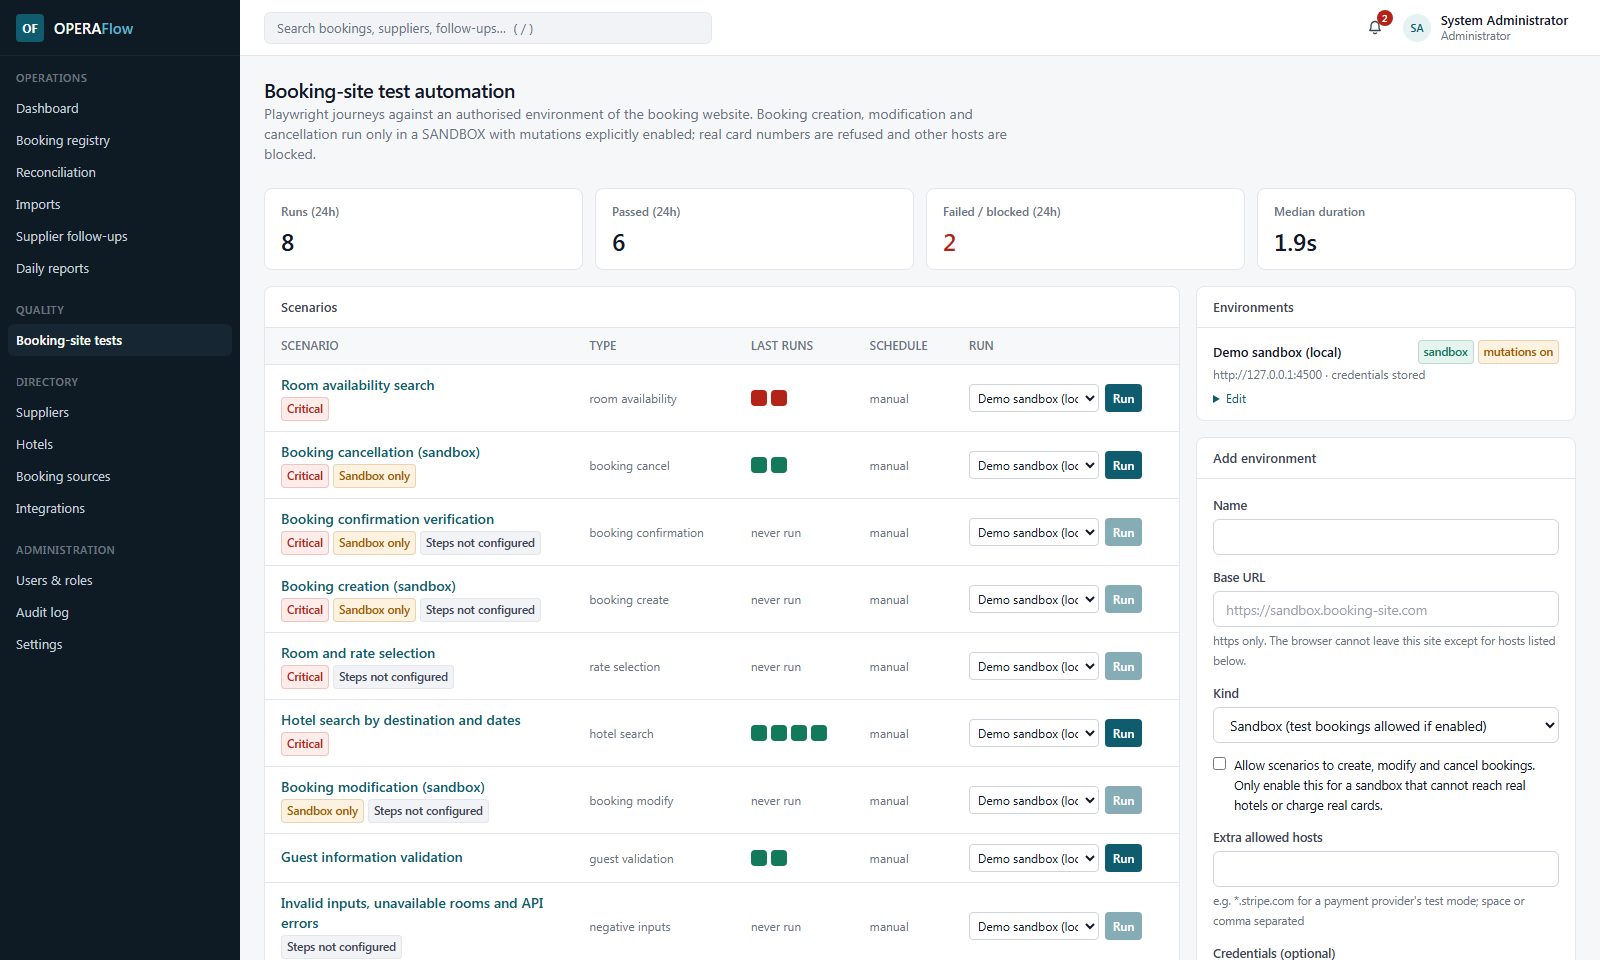 OF OPERAFlow
Search bookings, suppliers, follow-ups... ( / )
2
SA
System Administrator
Administrator
OPERATIONS
Dashboard
Booking registry
Reconciliation
Imports
Supplier follow-ups
Daily reports
QUALITY
Booking-site tests
DIRECTORY
Suppliers
Hotels
Booking sources
Integrations
ADMINISTRATION
Users & roles
Audit log
Settings
Booking-site test automation
Playwright journeys against an authorised environment of the booking website. Booking creation, modification and
cancellation run only in a SANDBOX with mutations explicitly enabled; real card numbers are refused and other hosts are
blocked.
Runs (24h)
8
Passed (24h)
6
Failed / blocked (24h)
2
Median duration
1.9s
Scenarios
SCENARIO TYPE LAST RUNS SCHEDULE RUN
Room availability search
Critical
room availability manual Demo sandbox (loc Run
Booking cancellation (sandbox)
Critical Sandbox only
booking cancel manual Demo sandbox (loc Run
Booking confirmation verification
Critical Sandbox only Steps not configured
booking confirmation never run manual Demo sandbox (loc Run
Booking creation (sandbox)
Critical Sandbox only Steps not configured
booking create never run manual Demo sandbox (loc Run
Room and rate selection
Critical Steps not configured
rate selection never run manual Demo sandbox (loc Run
Hotel search by destination and dates
Critical
hotel search manual Demo sandbox (loc Run
Booking modification (sandbox)
Sandbox only Steps not configured
booking modify never run manual Demo sandbox (loc Run
Guest information validation
guest validation manual Demo sandbox (loc Run
Invalid inputs, unavailable rooms and API
errors
Steps not configured
negative inputs never run manual Demo sandbox (loc Run
Environments
Demo sandbox (local) sandbox mutations on
http://127.0.0.1:4500 · credentials stored
Edit
Add environment
Name
Base URL
https://sandbox.booking-site.com
https only. The browser cannot leave this site except for hosts listed
below.
Kind
Sandbox (test bookings allowed if enabled)
Allow scenarios to create, modify and cancel bookings.
Only enable this for a sandbox that cannot reach real
hotels or charge real cards.
Extra allowed hosts
e.g. *.stripe.com for a payment provider's test mode; space or
comma separated
Credentials (optional)